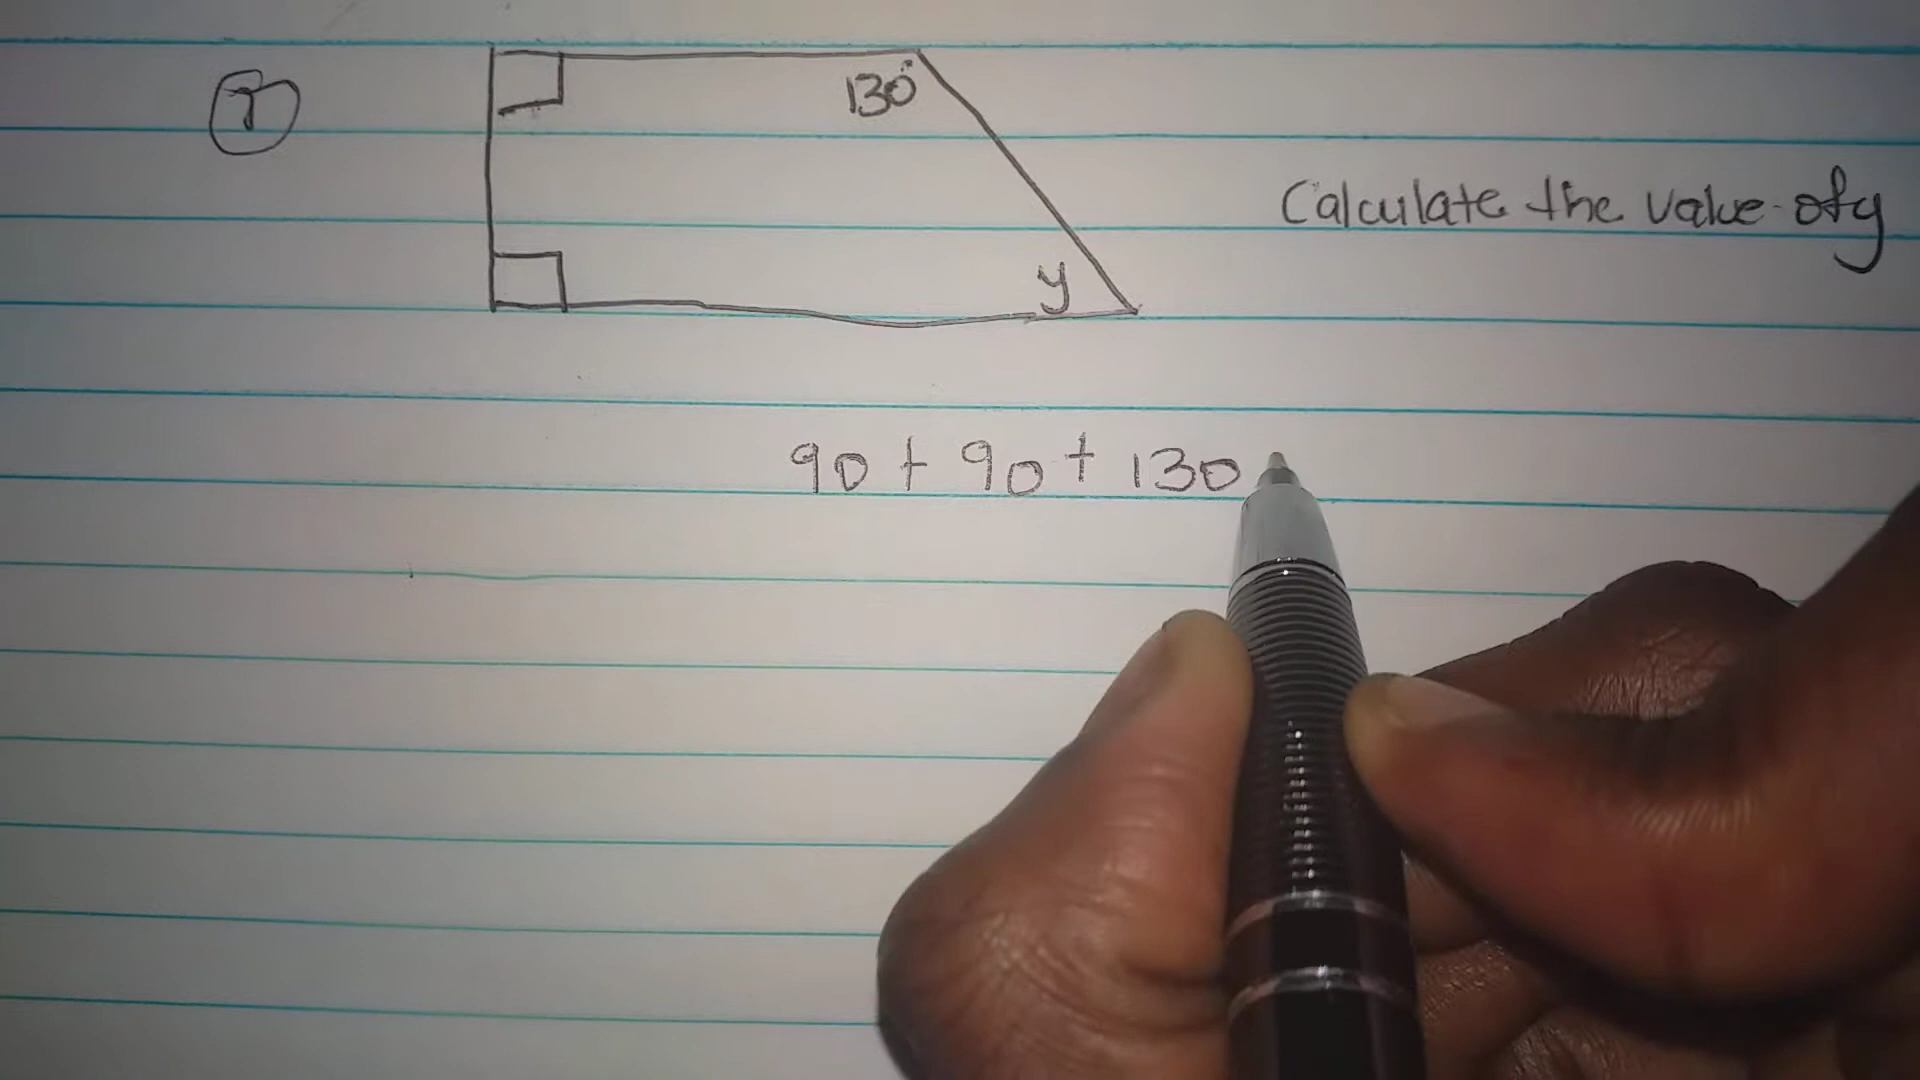 130°
Calculate the value of y
y
90 + 90 + 130